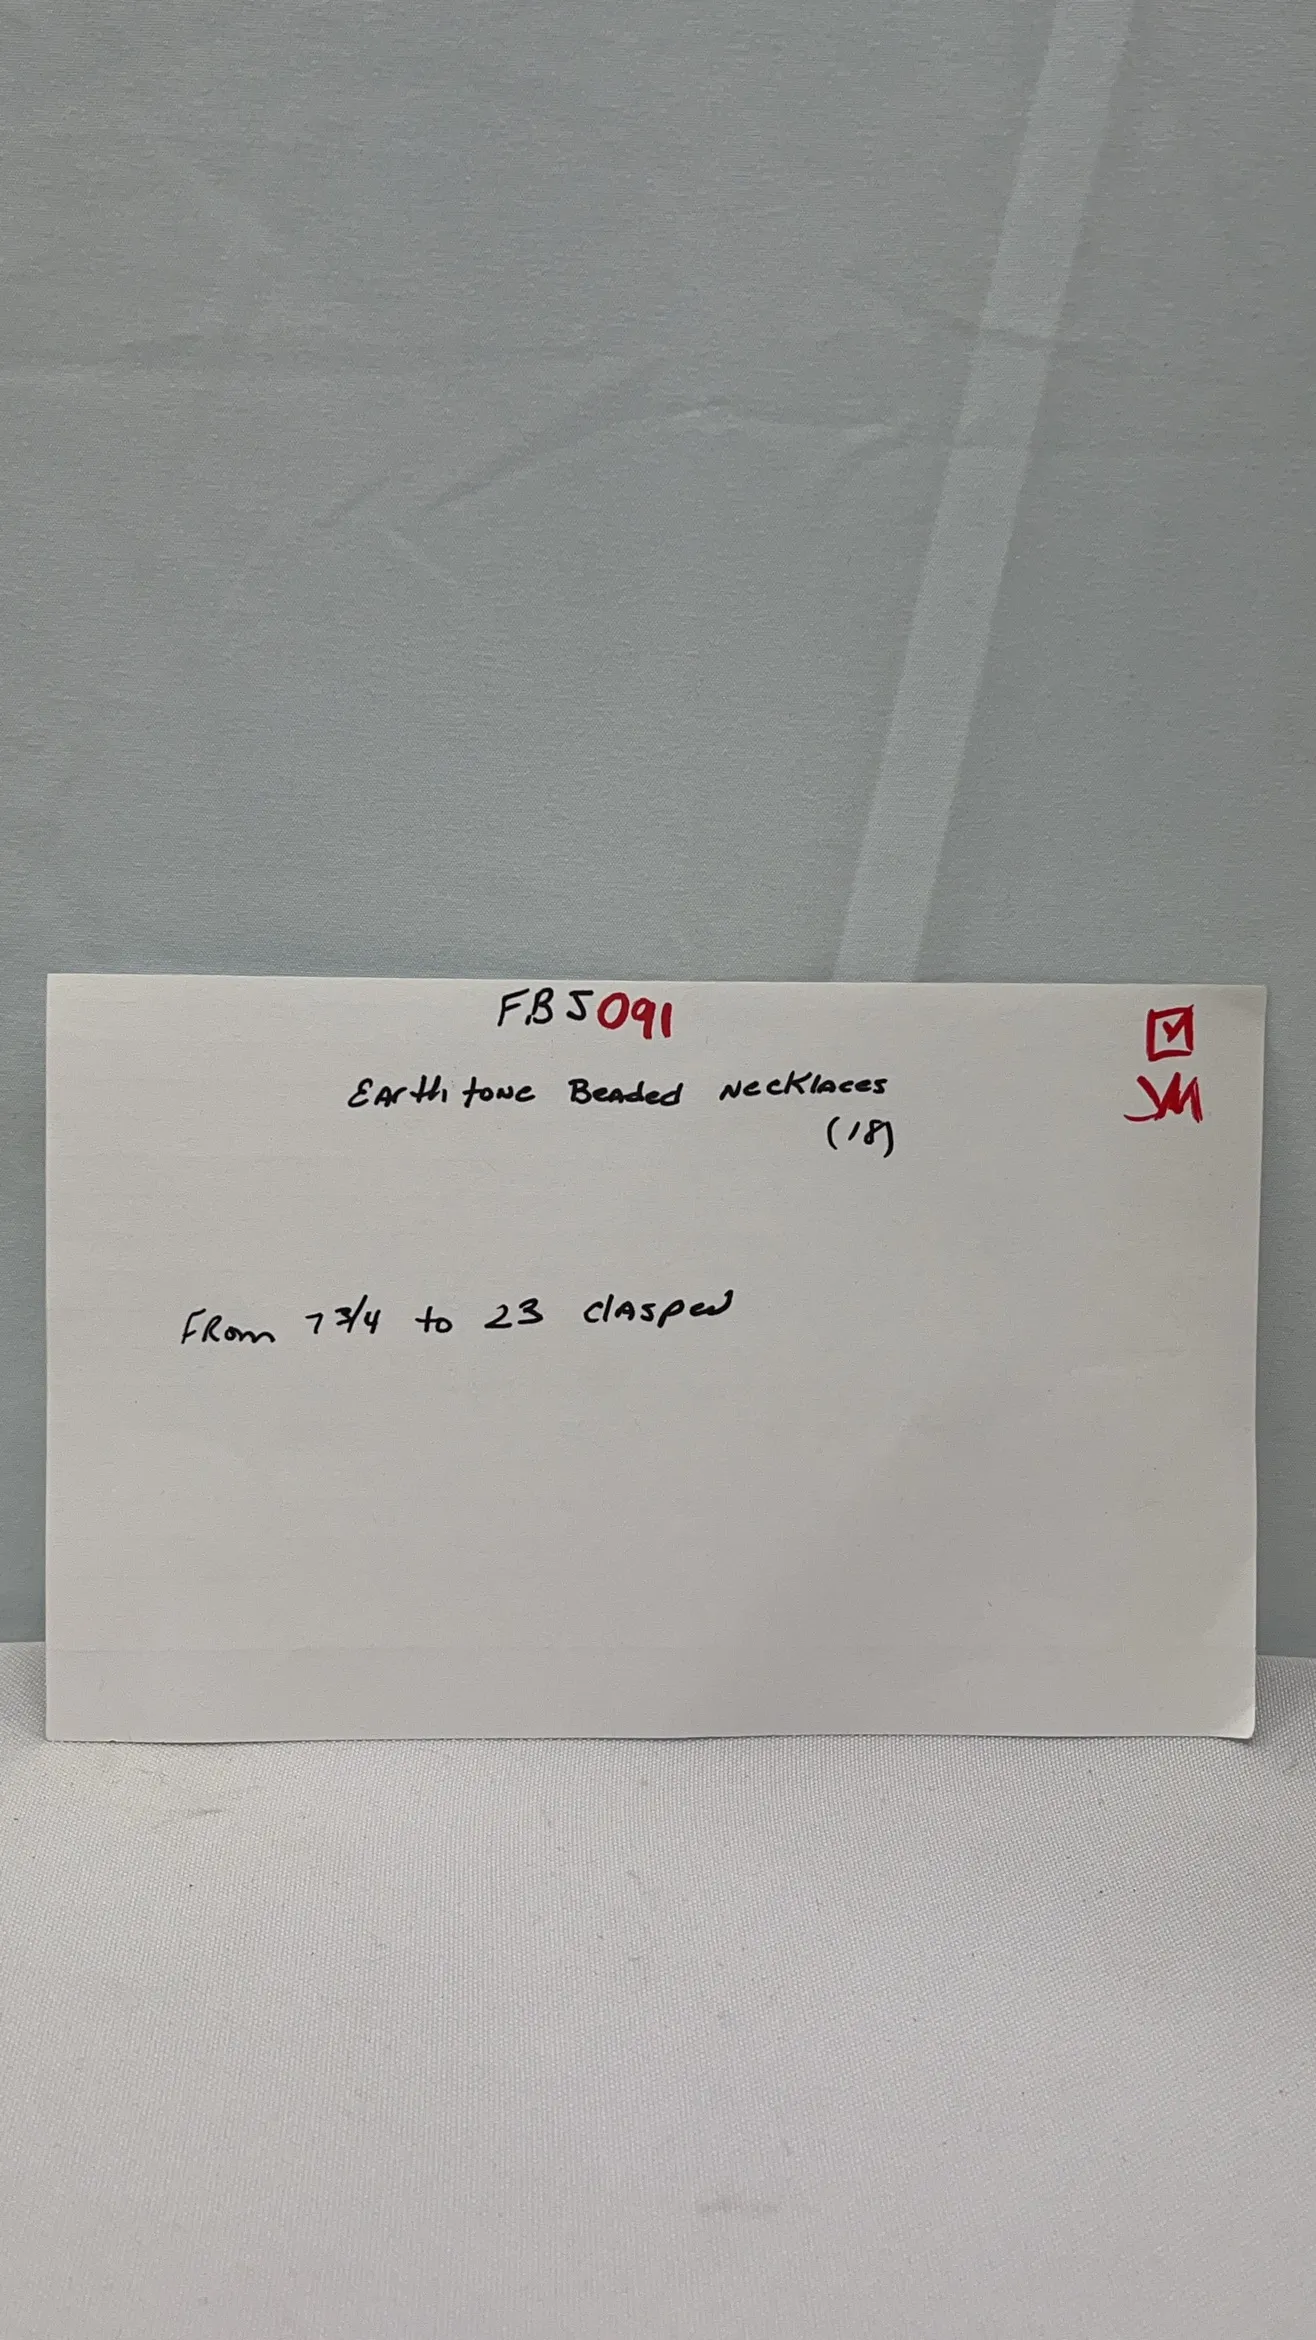 FBJ091
☑
EArthtone Beaded Necklaces
JM
(18)
From 7 3/4 to 23 clasped